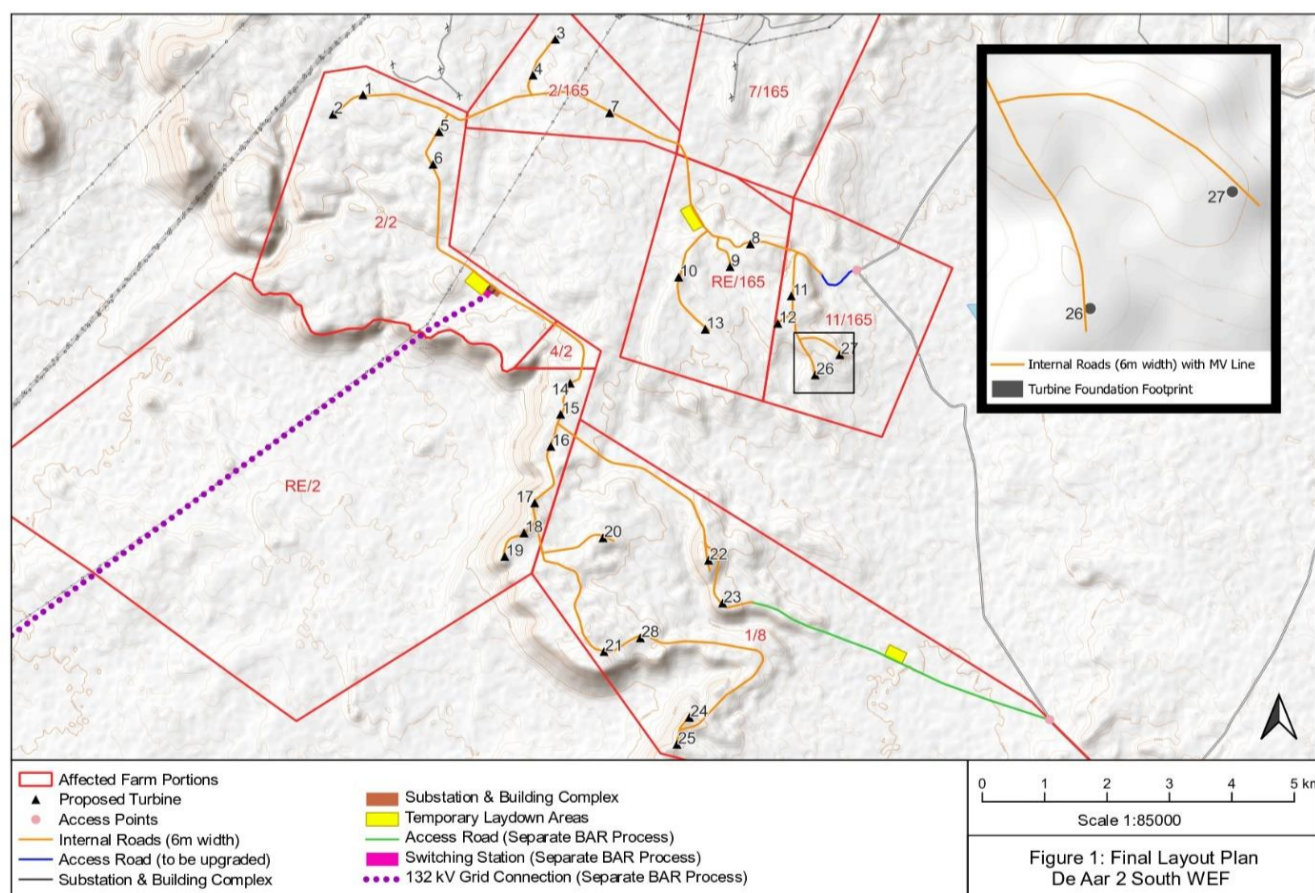 3
4
2/165
7/165
1
2
7
5
6
2/2
8
9
10
RE/165
11
27
12
11/165
13
27
26
26
Internal Roads (6m width) with MV Line
Turbine Foundation Footprint
4/2
14
15
16
RE/2
17
18
20
19
22
23
28
1/8
21
24
25
Affected Farm Portions
Proposed Turbine
Access Points
Internal Roads (6m width)
Access Road (to be upgraded)
Substation & Building Complex
Substation & Building Complex
Temporary Laydown Areas
Access Road (Separate BAR Process)
Switching Station (Separate BAR Process)
132 kV Grid Connection (Separate BAR Process)
0 1 2 3 4 5 km
Scale 1:85000
Figure 1: Final Layout Plan
De Aar 2 South WEF